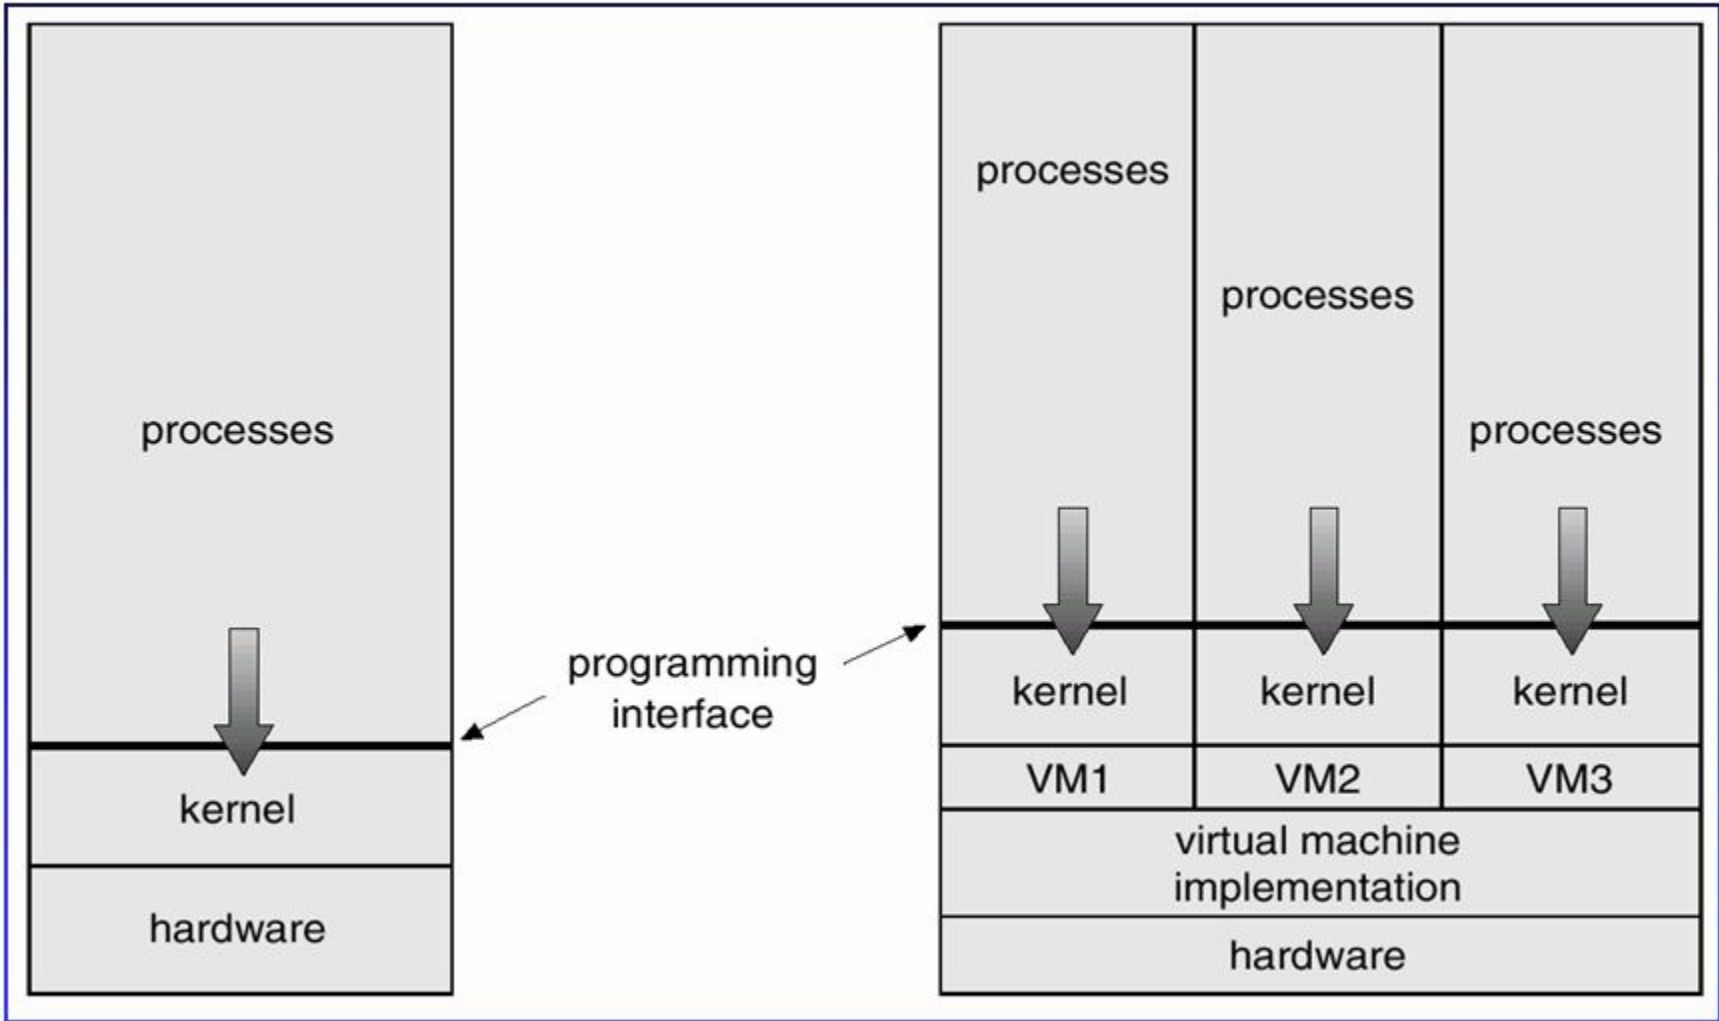 processes
kernel
hardware
programming
interface
processes
processes
processes
kernel
kernel
kernel
VM1
VM2
VM3
virtual machine
implementation
hardware